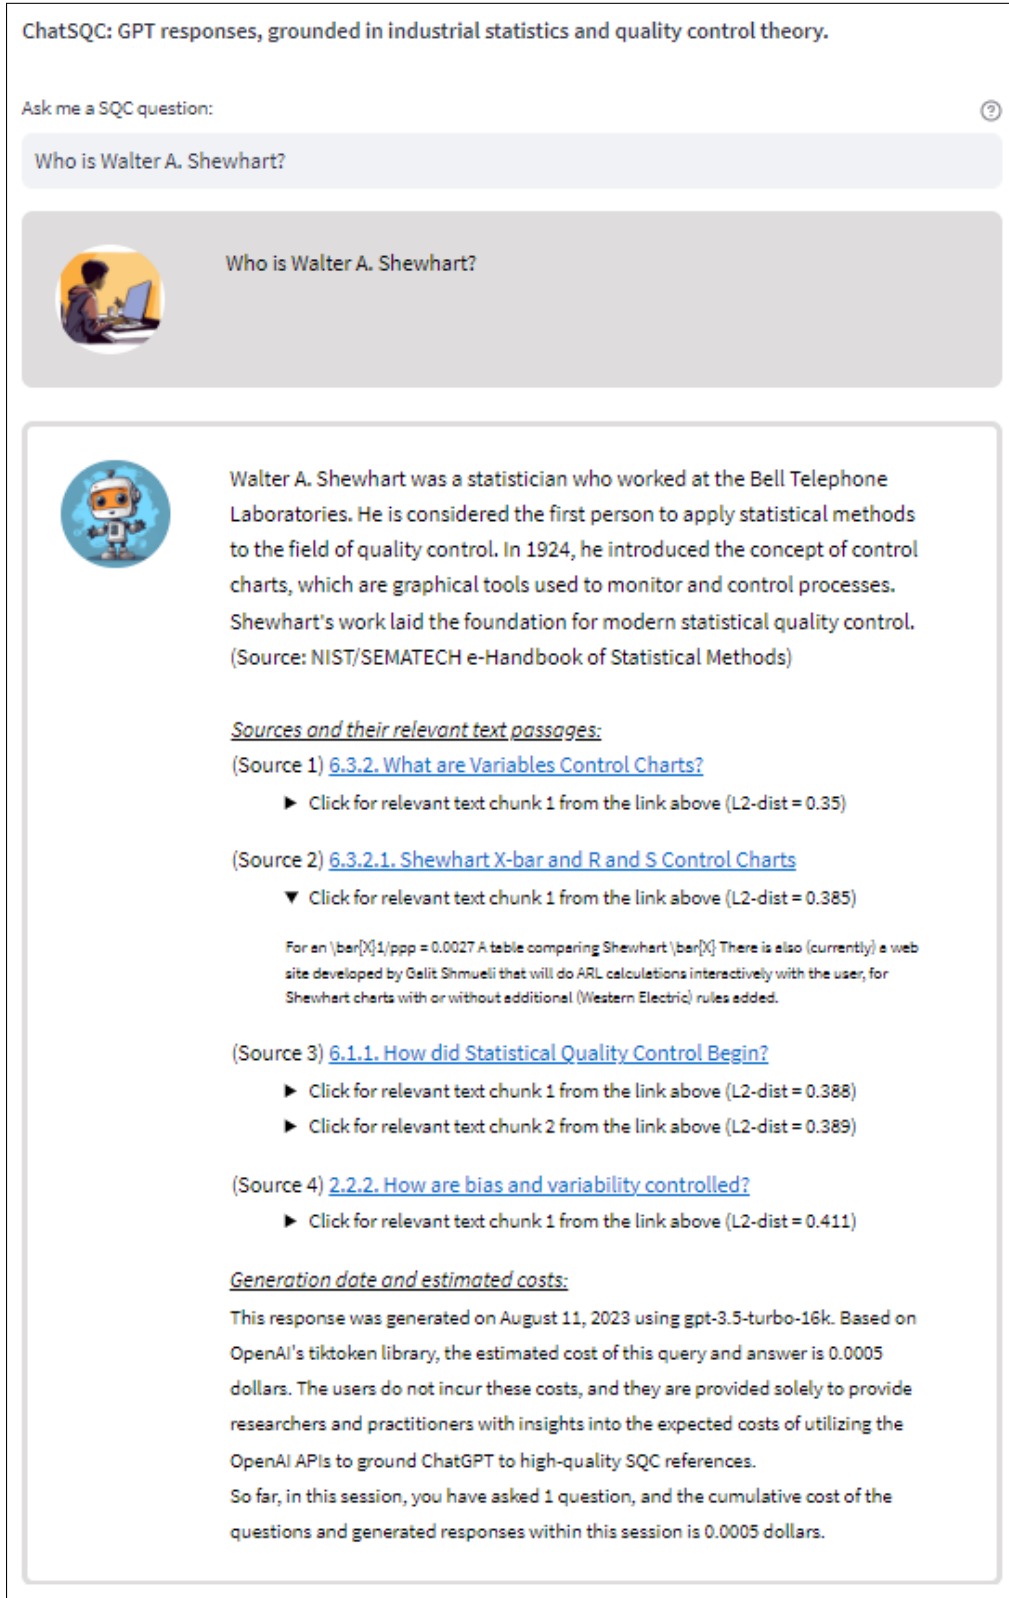 ChatSQC: GPT responses, grounded in industrial statistics and quality control theory.
Ask me a SQC question:
Who is Walter A. Shewhart?
Who is Walter A. Shewhart?
Walter A. Shewhart was a statistician who worked at the Bell Telephone
Laboratories. He is considered the first person to apply statistical methods
to the field of quality control. In 1924, he introduced the concept of control
charts, which are graphical tools used to monitor and control processes.
Shewhart's work laid the foundation for modern statistical quality control.
(Source: NIST/SEMATECH e-Handbook of Statistical Methods)
Sources and their relevant text passages:
(Source 1) 6.3.2. What are Variables Control Charts?
▶ Click for relevant text chunk 1 from the link above (L2-dist = 0.35)
(Source 2) 6.3.2.1. Shewhart X-bar and R and S Control Charts
▼ Click for relevant text chunk 1 from the link above (L2-dist = 0.385)
For an \bar{X}1/ppp = 0.0027 A table comparing Shewhart \bar{X} There is also (currently) a web
site developed by Galit Shmueli that will do ARL calculations interactively with the user, for
Shewhart charts with or without additional (Western Electric) rules added.
(Source 3) 6.1.1. How did Statistical Quality Control Begin?
▶ Click for relevant text chunk 1 from the link above (L2-dist = 0.388)
▶ Click for relevant text chunk 2 from the link above (L2-dist = 0.389)
(Source 4) 2.2.2. How are bias and variability controlled?
▶ Click for relevant text chunk 1 from the link above (L2-dist = 0.411)
Generation date and estimated costs:
This response was generated on August 11, 2023 using gpt-3.5-turbo-16k. Based on
OpenAI's tiktoken library, the estimated cost of this query and answer is 0.0005
dollars. The users do not incur these costs, and they are provided solely to provide
researchers and practitioners with insights into the expected costs of utilizing the
OpenAI APIs to ground ChatGPT to high-quality SQC references.
So far, in this session, you have asked 1 question, and the cumulative cost of the
questions and generated responses within this session is 0.0005 dollars.